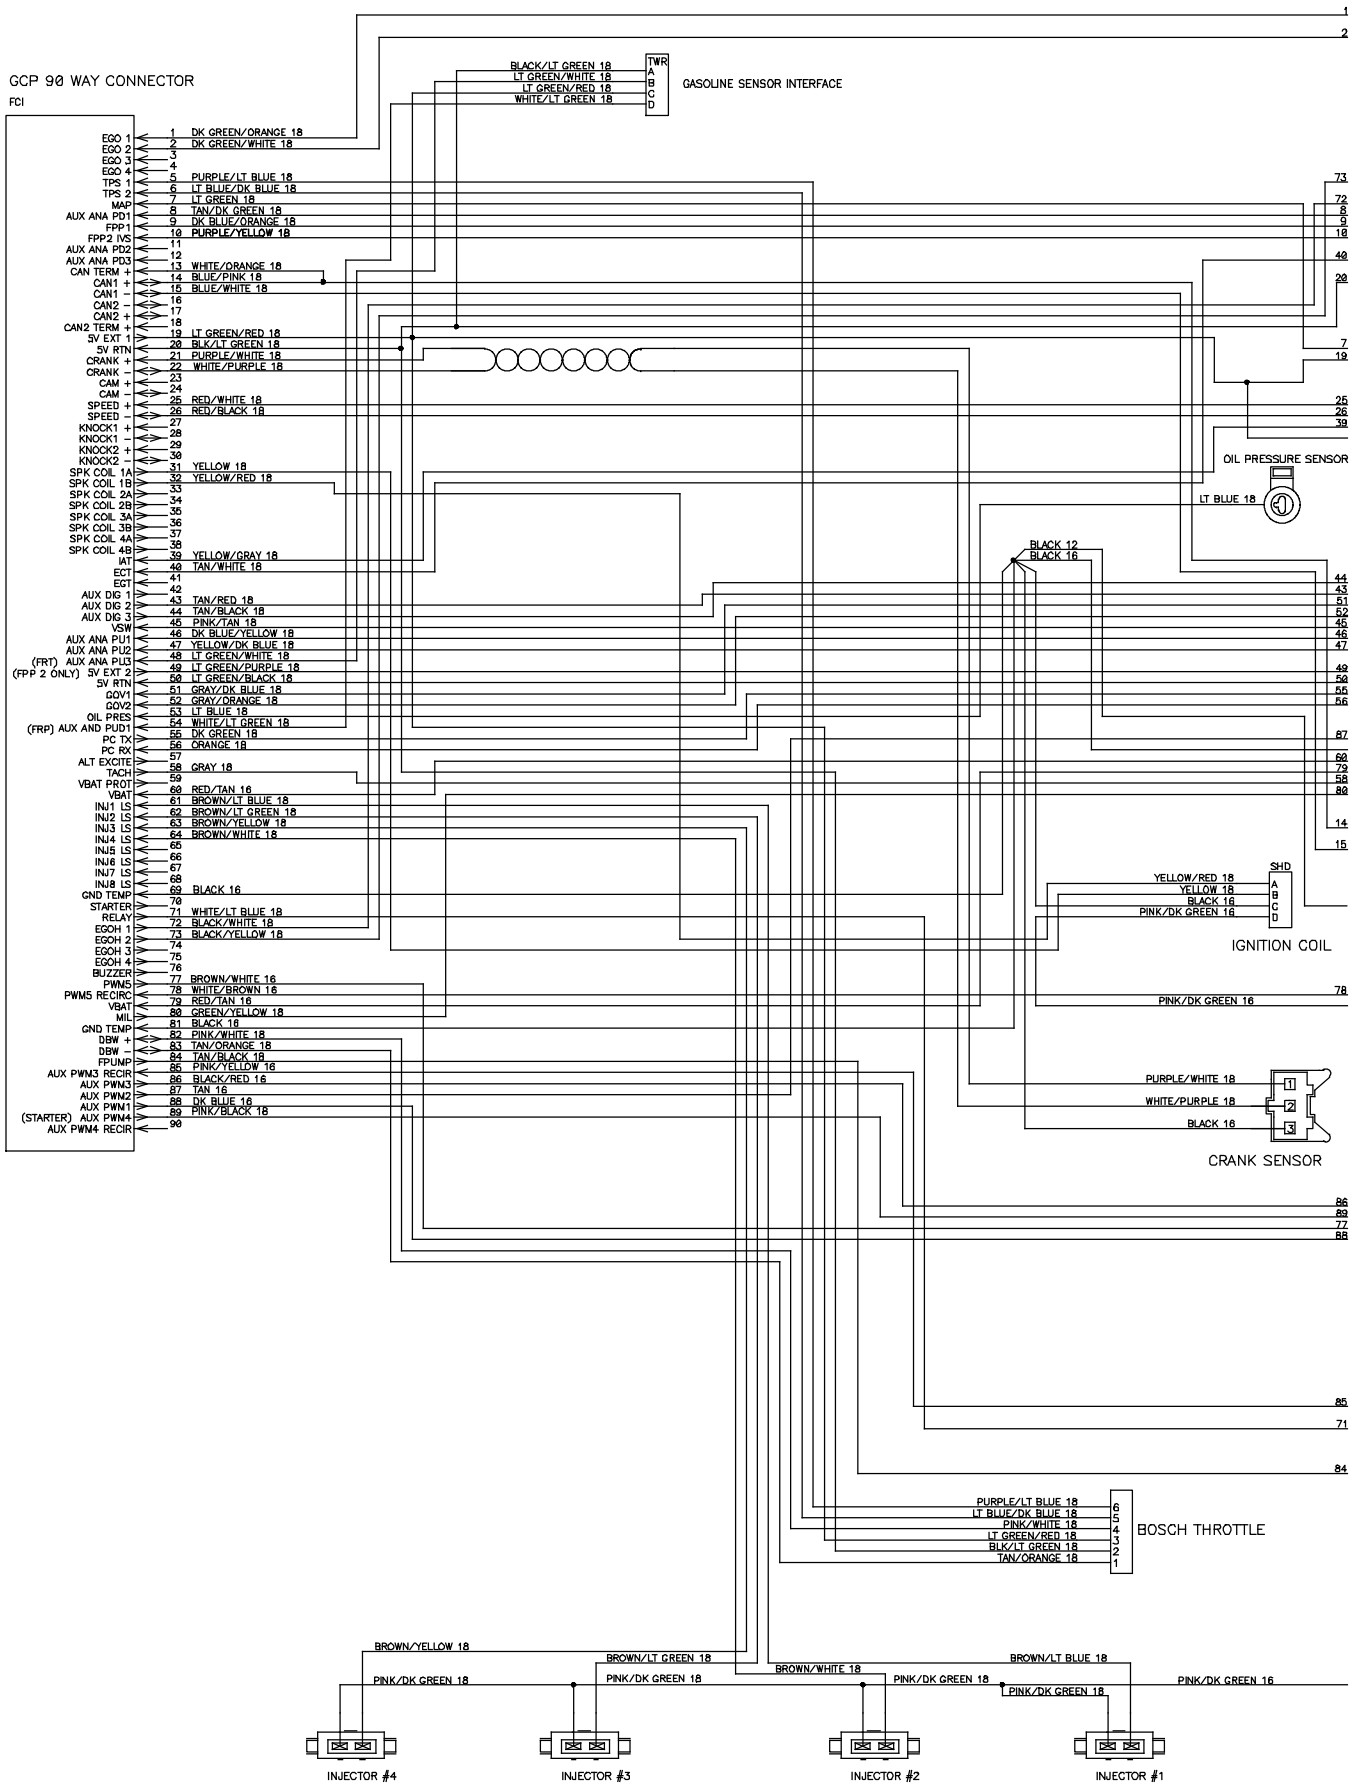 1
2
GCP 90 WAY CONNECTOR
FCI
TWR
BLACK/LT GREEN 18 A
LT GREEN/WHITE 18 B
LT GREEN/RED 18 C
WHITE/LT GREEN 18 D
GASOLINE SENSOR INTERFACE
EGO 1 1 DK GREEN/ORANGE 18
EGO 2 2 DK GREEN/WHITE 18
EGO 3 3
EGO 4 4
TPS 1 5 PURPLE/LT BLUE 18
TPS 2 6 LT BLUE/DK BLUE 18
MAP 7 LT GREEN 18
AUX ANA PD1 8 TAN/DK GREEN 18
FPP1 9 DK BLUE/ORANGE 18
FPP2 IVS 10 PURPLE/YELLOW 18
AUX ANA PD2 11
AUX ANA PD3 12
CAN TERM + 13 WHITE/ORANGE 18
CAN1 + 14 BLUE/PINK 18
CAN1 - 15 BLUE/WHITE 18
CAN2 - 16
CAN2 + 17
CAN2 TERM + 18
5V EXT 1 19 LT GREEN/RED 18
5V RTN 20 BLK/LT GREEN 18
CRANK + 21 PURPLE/WHITE 18
CRANK - 22 WHITE/PURPLE 18
CAM + 23
CAM - 24
SPEED + 25 RED/WHITE 18
SPEED - 26 RED/BLACK 18
KNOCK1 + 27
KNOCK1 - 28
KNOCK2 + 29
KNOCK2 - 30
SPK COIL 1A 31 YELLOW 18
SPK COIL 1B 32 YELLOW/RED 18
SPK COIL 2A 33
SPK COIL 2B 34
SPK COIL 3A 35
SPK COIL 3B 36
SPK COIL 4A 37
SPK COIL 4B 38
IAT 39 YELLOW/GRAY 18
ECT 40 TAN/WHITE 18
EGT 41
AUX DIG 1 42
AUX DIG 2 43 TAN/RED 18
AUX DIG 3 44 TAN/BLACK 18
VSW 45 PINK/TAN 18
AUX ANA PU1 46 DK BLUE/YELLOW 18
AUX ANA PU2 47 YELLOW/DK BLUE 18
(FRT) AUX ANA PU3 48 LT GREEN/WHITE 18
(FPP 2 ONLY) 5V EXT 2 49 LT GREEN/PURPLE 18
5V RTN 50 LT GREEN/BLACK 18
GOV1 51 GRAY/DK BLUE 18
GOV2 52 GRAY/ORANGE 18
OIL PRES 53 LT BLUE 18
(FRP) AUX AND PUD1 54 WHITE/LT GREEN 18
PC TX 55 DK GREEN 18
PC RX 56 ORANGE 18
ALT EXCITE 57
TACH 58 GRAY 18
VBAT PROT 59
VBAT 60 RED/TAN 16
INJ1 LS 61 BROWN/LT BLUE 18
INJ2 LS 62 BROWN/LT GREEN 18
INJ3 LS 63 BROWN/YELLOW 18
INJ4 LS 64 BROWN/WHITE 18
INJ5 LS 65
INJ6 LS 66
INJ7 LS 67
INJ8 LS 68
GND TEMP 69 BLACK 16
STARTER 70
RELAY 71 WHITE/LT BLUE 18
EGOH 1 72 BLACK/WHITE 18
EGOH 2 73 BLACK/YELLOW 18
EGOH 3 74
EGOH 4 75
BUZZER 76
PWM5 77 BROWN/WHITE 16
PWM5 RECIRC 78 WHITE/BROWN 16
VBAT 79 RED/TAN 16
MIL 80 GREEN/YELLOW 18
GND TEMP 81 BLACK 16
DBW + 82 PINK/WHITE 18
DBW - 83 TAN/ORANGE 18
FPUMP 84 TAN/BLACK 18
AUX PWM3 RECIR 85 PINK/YELLOW 16
AUX PWM3 86 BLACK/RED 16
AUX PWM2 87 TAN 16
AUX PWM1 88 DK BLUE 16
(STARTER) AUX PWM4 89 PINK/BLACK 18
AUX PWM4 RECIR 90
73
72
8
9
10
40
20
7
19
25
26
39
OIL PRESSURE SENSOR
LT BLUE 18
BLACK 12
BLACK 16
44
43
51
52
45
46
47
49
50
55
56
87
60
79
58
80
14
15
SHD
YELLOW/RED 18 A
YELLOW 18 B
BLACK 16 C
PINK/DK GREEN 16 D
IGNITION COIL
78
PINK/DK GREEN 16
PURPLE/WHITE 18 1
WHITE/PURPLE 18 2
BLACK 16 3
CRANK SENSOR
86
89
77
88
85
71
84
PURPLE/LT BLUE 18 6
LT BLUE/DK BLUE 18 5
PINK/WHITE 18 4
LT GREEN/RED 18 3
BLK/LT GREEN 18 2
TAN/ORANGE 18 1
BOSCH THROTTLE
BROWN/YELLOW 18
BROWN/LT GREEN 18
BROWN/WHITE 18
BROWN/LT BLUE 18
PINK/DK GREEN 18
PINK/DK GREEN 18
PINK/DK GREEN 18
PINK/DK GREEN 18
PINK/DK GREEN 16
INJECTOR #4
INJECTOR #3
INJECTOR #2
INJECTOR #1